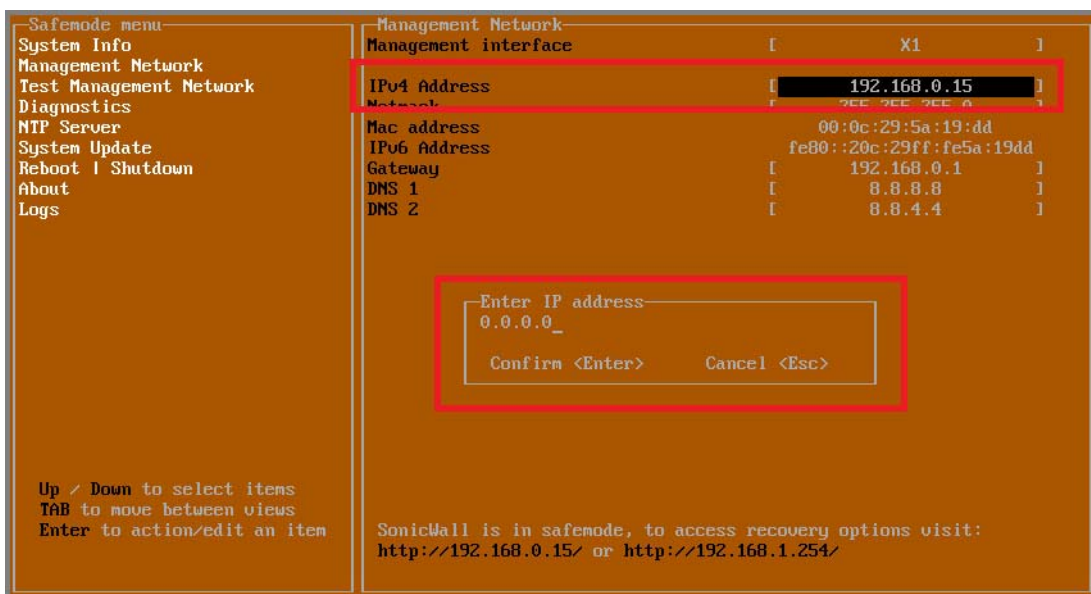 Safemode menu
System Info
Management Network
Test Management Network
Diagnostics
NTP Server
System Update
Reboot | Shutdown
About
Logs
Up / Down to select items
TAB to move between views
Enter to action/edit an item
Management Network
Management interface [ X1 ]
IPv4 Address [ 192.168.0.15 ]
Netmask [ 255.255.255.0 ]
Mac address 00:0c:29:5a:19:dd
IPv6 Address fe80::20c:29ff:fe5a:19dd
Gateway [ 192.168.0.1 ]
DNS 1 [ 8.8.8.8 ]
DNS 2 [ 8.8.4.4 ]
Enter IP address
0.0.0.0_
Confirm <Enter> Cancel <Esc>
SonicWall is in safemode, to access recovery options visit:
http://192.168.0.15/ or http://192.168.1.254/